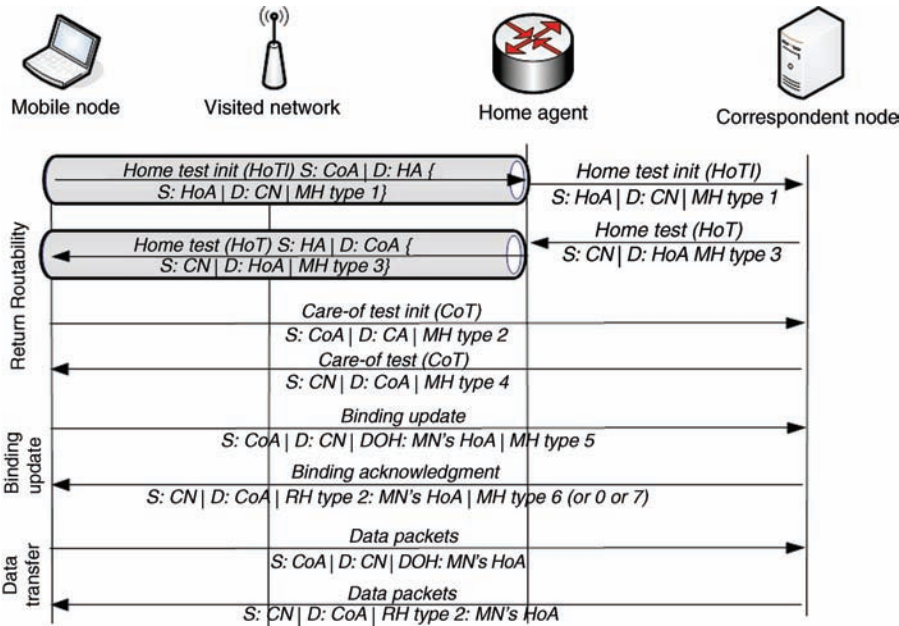 Mobile node
Visited network
Home agent
Correspondent node
Return Routability
Home test init (HoTI) S: CoA | D: HA {
S: HoA | D: CN | MH type 1}
Home test init (HoTI)
S: HoA | D: CN | MH type 1
Home test (HoT) S: HA | D: CoA {
S: CN | D: HoA | MH type 3}
Home test (HoT)
S: CN | D: HoA MH type 3
Care-of test init (CoT)
S: CoA | D: CA | MH type 2
Care-of test (CoT)
S: CN | D: CoA | MH type 4
Binding
update
Binding update
S: CoA | D: CN | DOH: MN's HoA | MH type 5
Binding acknowledgment
S: CN | D: CoA | RH type 2: MN's HoA | MH type 6 (or 0 or 7)
Data
transfer
Data packets
S: CoA | D: CN | DOH: MN's HoA
Data packets
S: CN | D: CoA | RH type 2: MN's HoA